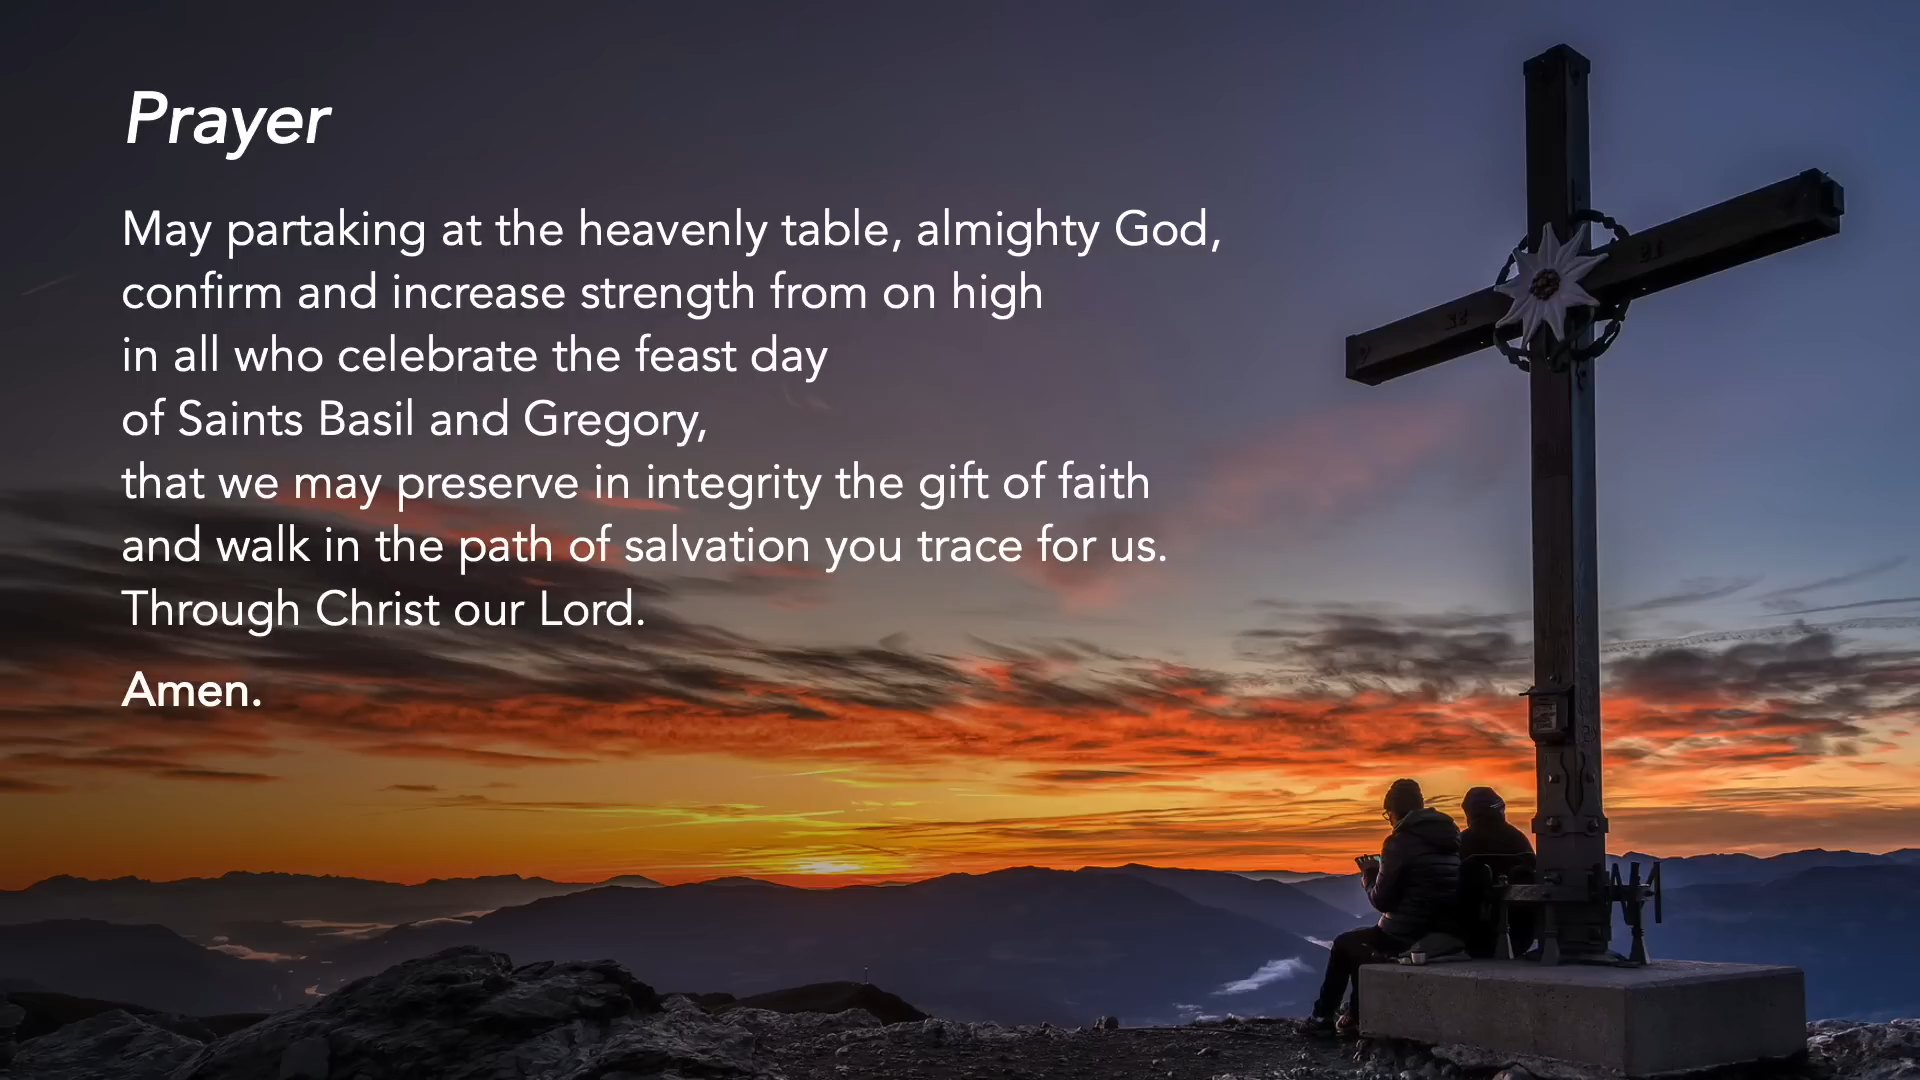 Prayer
May partaking at the heavenly table, almighty God,
confirm and increase strength from on high
in all who celebrate the feast day
of Saints Basil and Gregory,
that we may preserve in integrity the gift of faith
and walk in the path of salvation you trace for us.
Through Christ our Lord.
Amen.